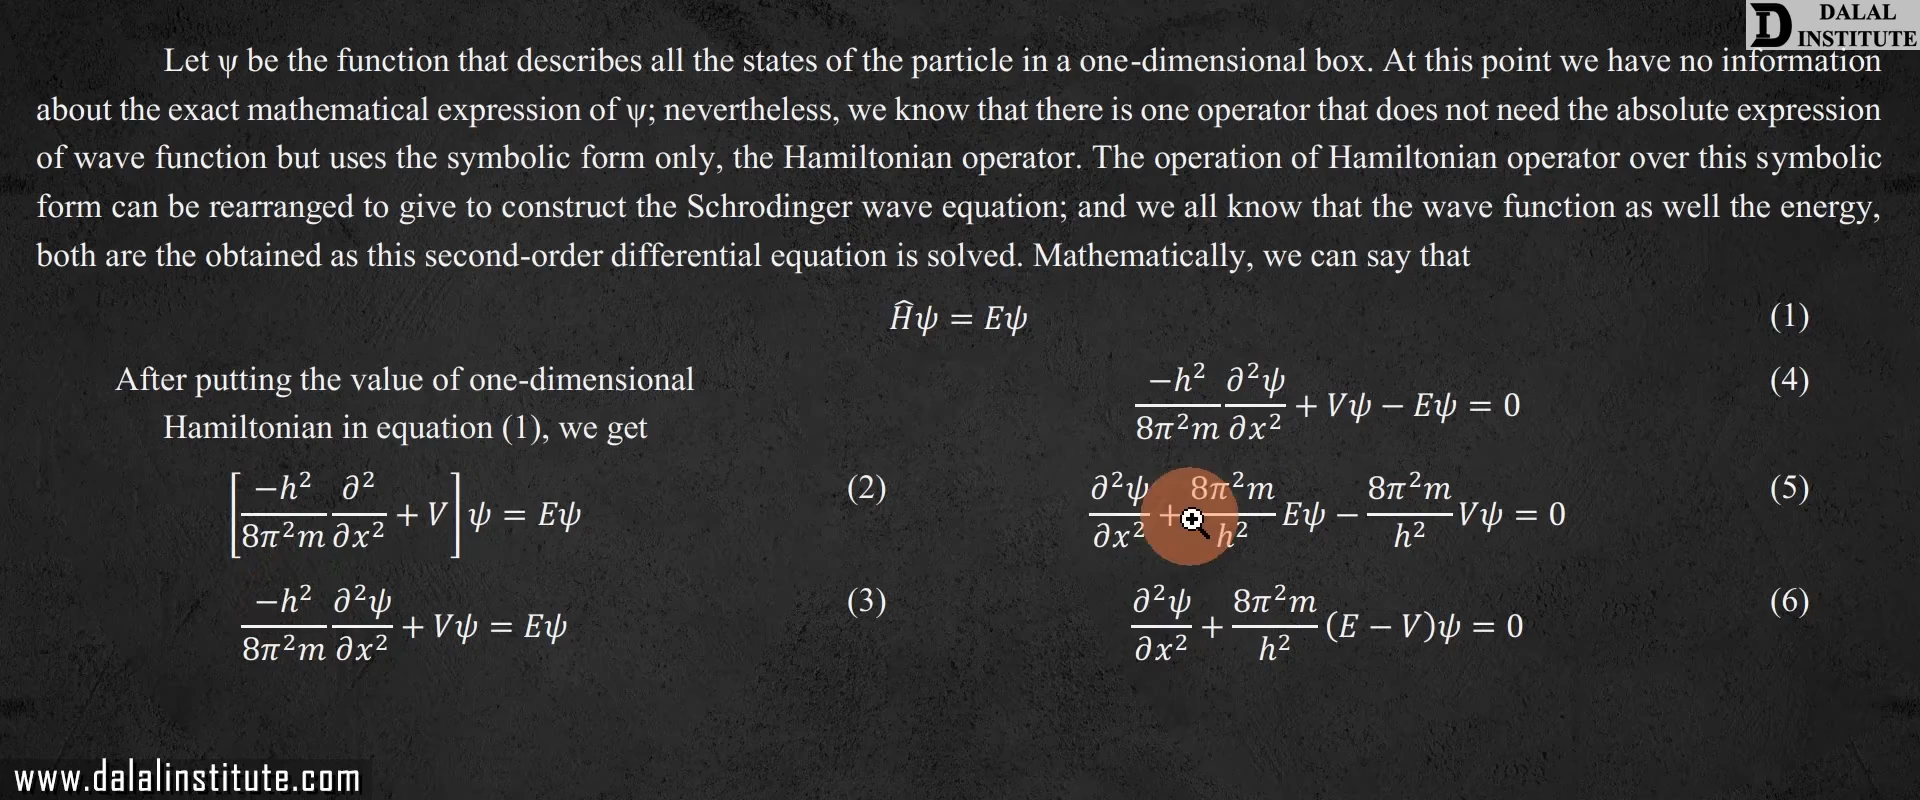 DALAL
INSTITUTE
Let ψ be the function that describes all the states of the particle in a one-dimensional box. At this point we have no information
about the exact mathematical expression of ψ; nevertheless, we know that there is one operator that does not need the absolute expression
of wave function but uses the symbolic form only, the Hamiltonian operator. The operation of Hamiltonian operator over this symbolic
form can be rearranged to give to construct the Schrodinger wave equation; and we all know that the wave function as well the energy,
both are the obtained as this second-order differential equation is solved. Mathematically, we can say that
Ĥψ = Eψ (1)
After putting the value of one-dimensional
Hamiltonian in equation (1), we get
[−h²/8π²m ∂²/∂x² + V] ψ = Eψ (2)
−h²/8π²m ∂²ψ/∂x² + Vψ = Eψ (3)
−h²/8π²m ∂²ψ/∂x² + Vψ − Eψ = 0 (4)
∂²ψ/∂x² + 8π²m/h² Eψ − 8π²m/h² Vψ = 0 (5)
∂²ψ/∂x² + 8π²m/h² (E − V)ψ = 0 (6)
www.dalalinstitute.com